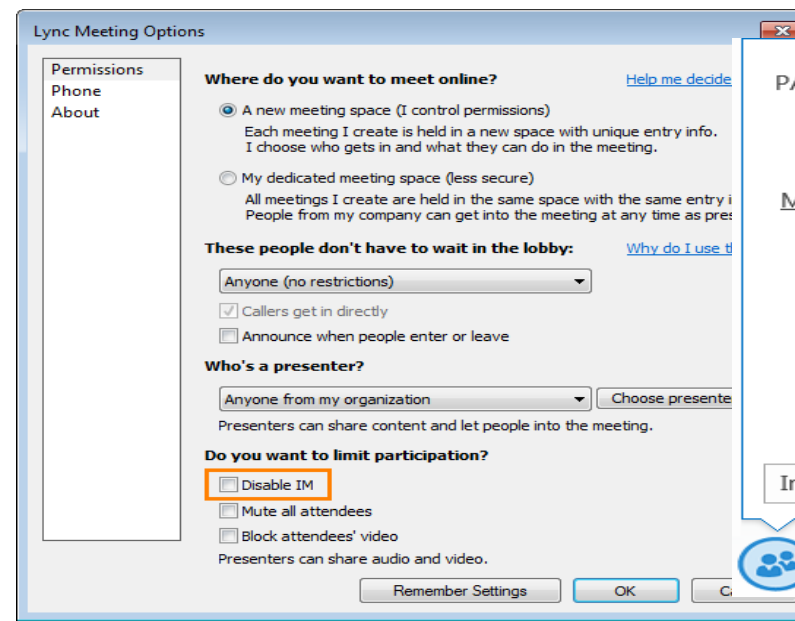 Lync Meeting Options
Permissions
Phone
About
Where do you want to meet online?
Help me decide
A new meeting space (I control permissions)
Each meeting I create is held in a new space with unique entry info.
I choose who gets in and what they can do in the meeting.
My dedicated meeting space (less secure)
All meetings I create are held in the same space with the same entry
People from my company can get into the meeting at any time as
These people don't have to wait in the lobby:
Why do I use
Anyone (no restrictions)
Callers get in directly
Announce when people enter or leave
Who's a presenter?
Anyone from my organization
Choose
Presenters can share content and let people into the meeting.
Do you want to limit participation?
Disable IM
Mute all attendees
Block attendees' video
Presenters can share audio and video.
Remember Settings
OK